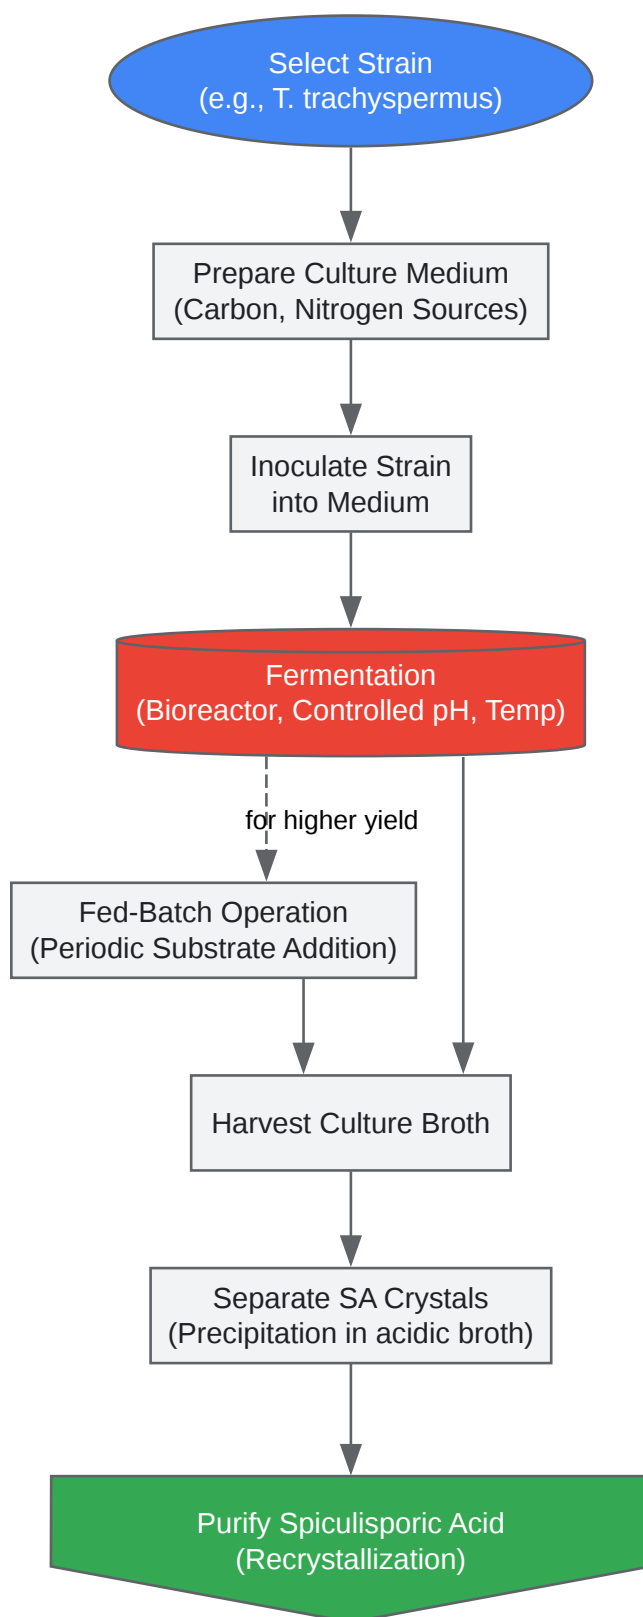 Select Strain
(e.g., T. trachyspermus)
Prepare Culture Medium
(Carbon, Nitrogen Sources)
Inoculate Strain
into Medium
Fermentation
(Bioreactor, Controlled pH, Temp)
for higher yield
Fed-Batch Operation
(Periodic Substrate Addition)
Harvest Culture Broth
Separate SA Crystals
(Precipitation in acidic broth)
Purify Spiculisporic Acid
(Recrystallization)